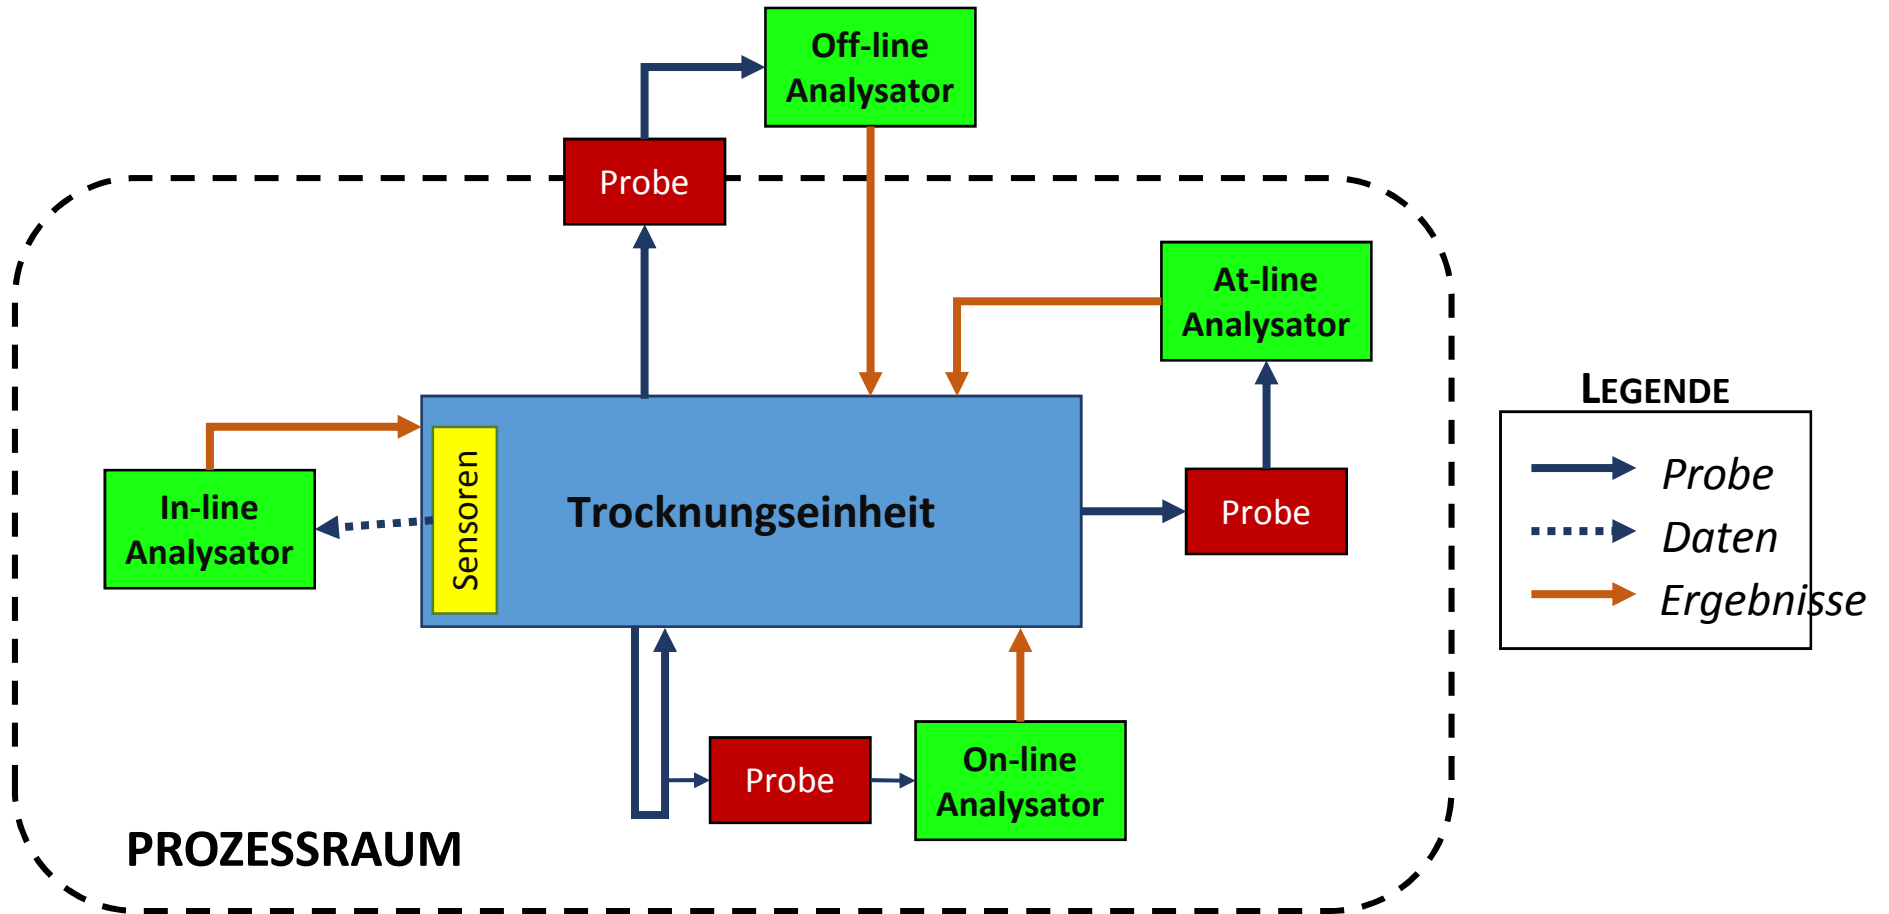 Off-line
Analysator
Probe
At-line
Analysator
LEGENDE
Probe
Daten
Ergebnisse
In-line
Analysator
Sensoren
Trocknungseinheit
Probe
Probe
On-line
Analysator
PROZESSRAUM